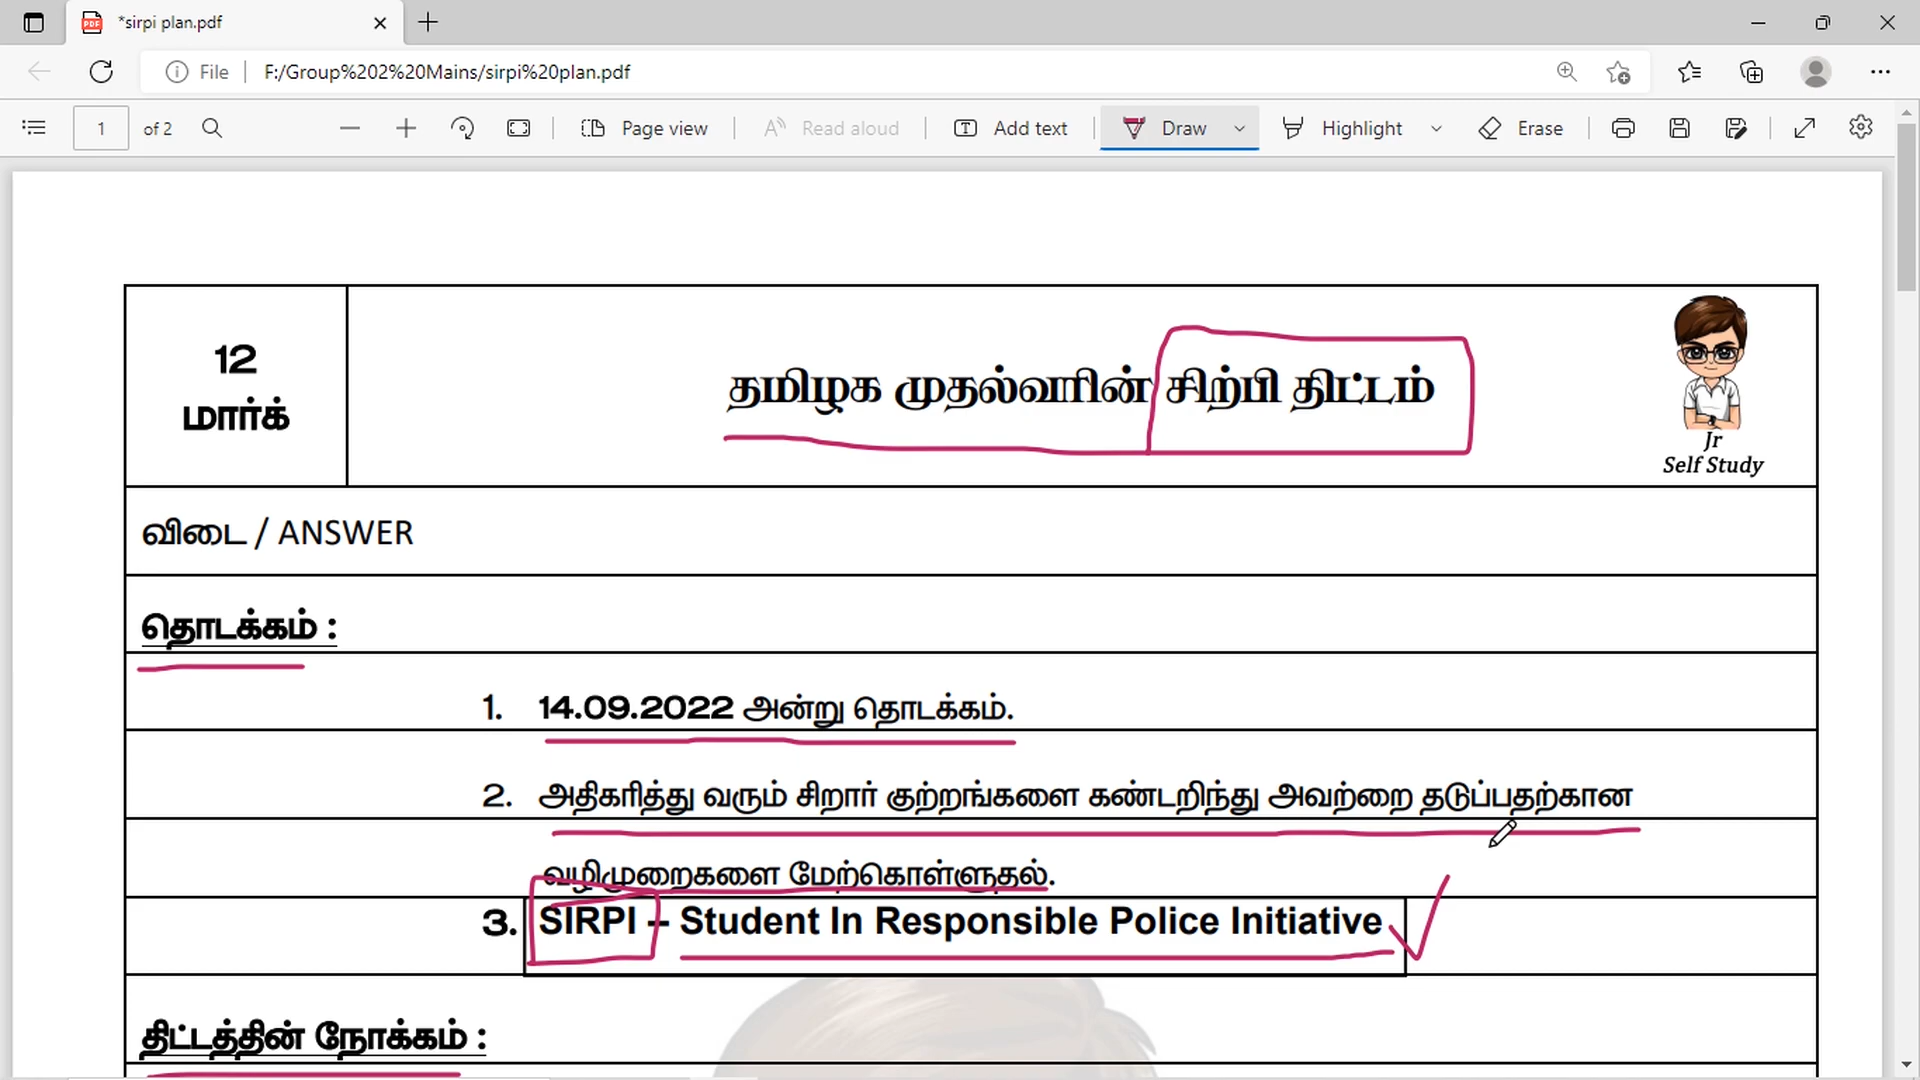 *sirpi plan.pdf
File
F:/Group%202%20Mains/sirpi%20plan.pdf
1 of 2
Page view
Read aloud
Add text
Draw
Highlight
Erase
12
மார்க்
தமிழக முதல்வரின் சிற்பி திட்டம்
Jr
Self Study
விடை / ANSWER
தொடக்கம் :
1. 14.09.2022 அன்று தொடக்கம்.
2. அதிகரித்து வரும் சிறார் குற்றங்களை கண்டறிந்து அவற்றை தடுப்பதற்கான
வழிமுறைகளை மேற்கொள்ளுதல்.
3. SIRPI – Student In Responsible Police Initiative
திட்டத்தின் நோக்கம் :